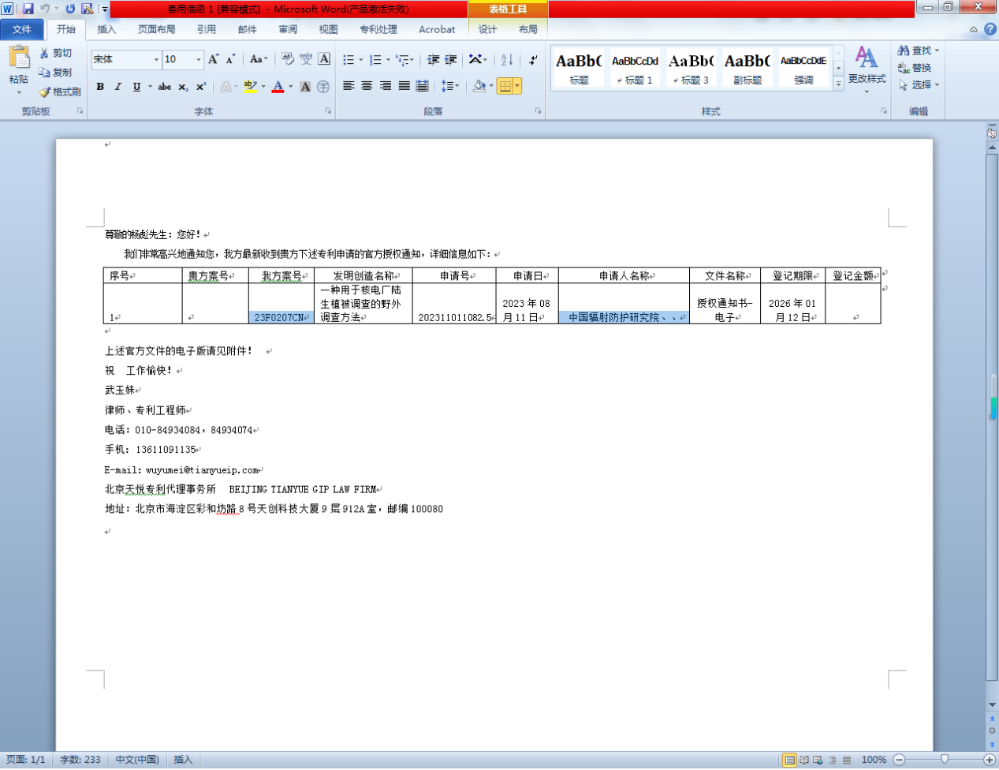 套用信函 1 [兼容模式] - Microsoft Word(产品激活失败)
表格工具
文件 开始 插入 页面布局 引用 邮件 审阅 视图 专利处理 Acrobat 设计 布局
粘贴 剪切 复制 格式刷
宋体 10
AaBbC AaBbCcDd AaBbC AaBbC AaBbCcDdE
标题 标题 1 标题 3 副标题 强调
更改样式
查找 替换 选择
剪贴板 字体 段落 样式 编辑
尊敬的杨彪先生：您好！
我们非常高兴地通知您，我方最新收到贵方下述专利申请的官方授权通知，详细信息如下：
序号 贵方案号 我方案号 发明创造名称 申请号 申请日 申请人名称 文件名称 登记期限 登记金额
1 23F0207CN 一种用于核电厂陆生植被调查的野外调查方法 202311011082.5 2023 年 08 月 11 日 中国辐射防护研究院、、 授权通知书-电子 2026 年 01 月 12 日
上述官方文件的电子版请见附件！
祝 工作愉快！
武玉妹
律师、专利工程师
电话：010-84934084，84934074
手机：13611091135
E-mail：wuyumei@tianyueip.com
北京天悦专利代理事务所 BEIJING TIANYUE GIP LAW FIRM
地址：北京市海淀区彩和坊路 8 号天创科技大厦 9 层 912A 室，邮编 100080
页面: 1/1 字数: 233 中文(中国) 插入 100%